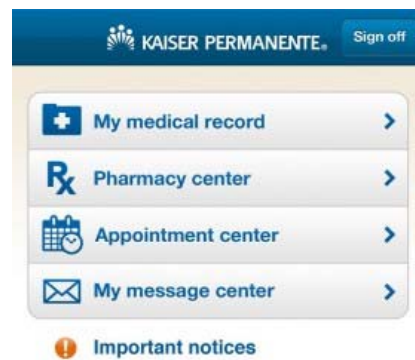 KAISER PERMANENTE®
Sign off
My medical record
Rx Pharmacy center
Appointment center
My message center
Important notices